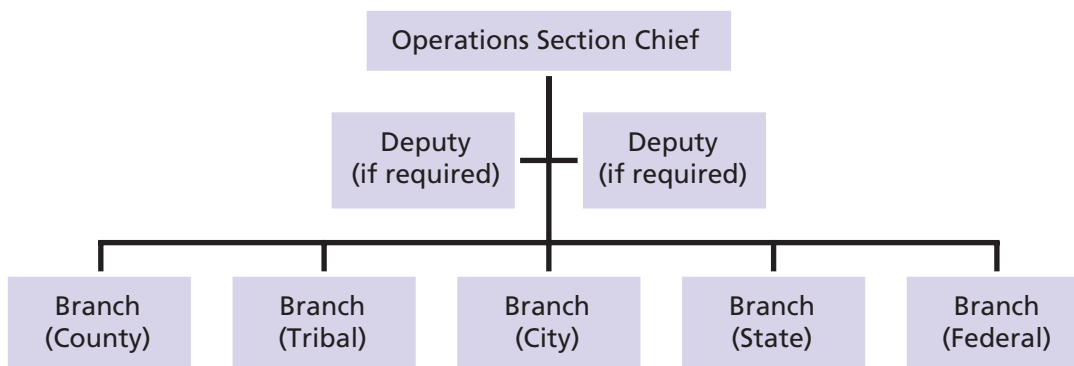 Operations Section Chief
Deputy
(if required)
Deputy
(if required)
Branch
(County)
Branch
(Tribal)
Branch
(City)
Branch
(State)
Branch
(Federal)